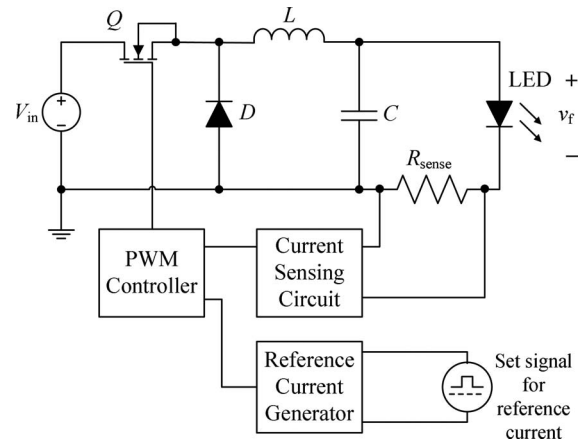 Q
L
LED
+
V_in
+
−
D
C
v_f
−
R_sense
PWM
Controller
Current
Sensing
Circuit
Reference
Current
Generator
Set signal
for
reference
current